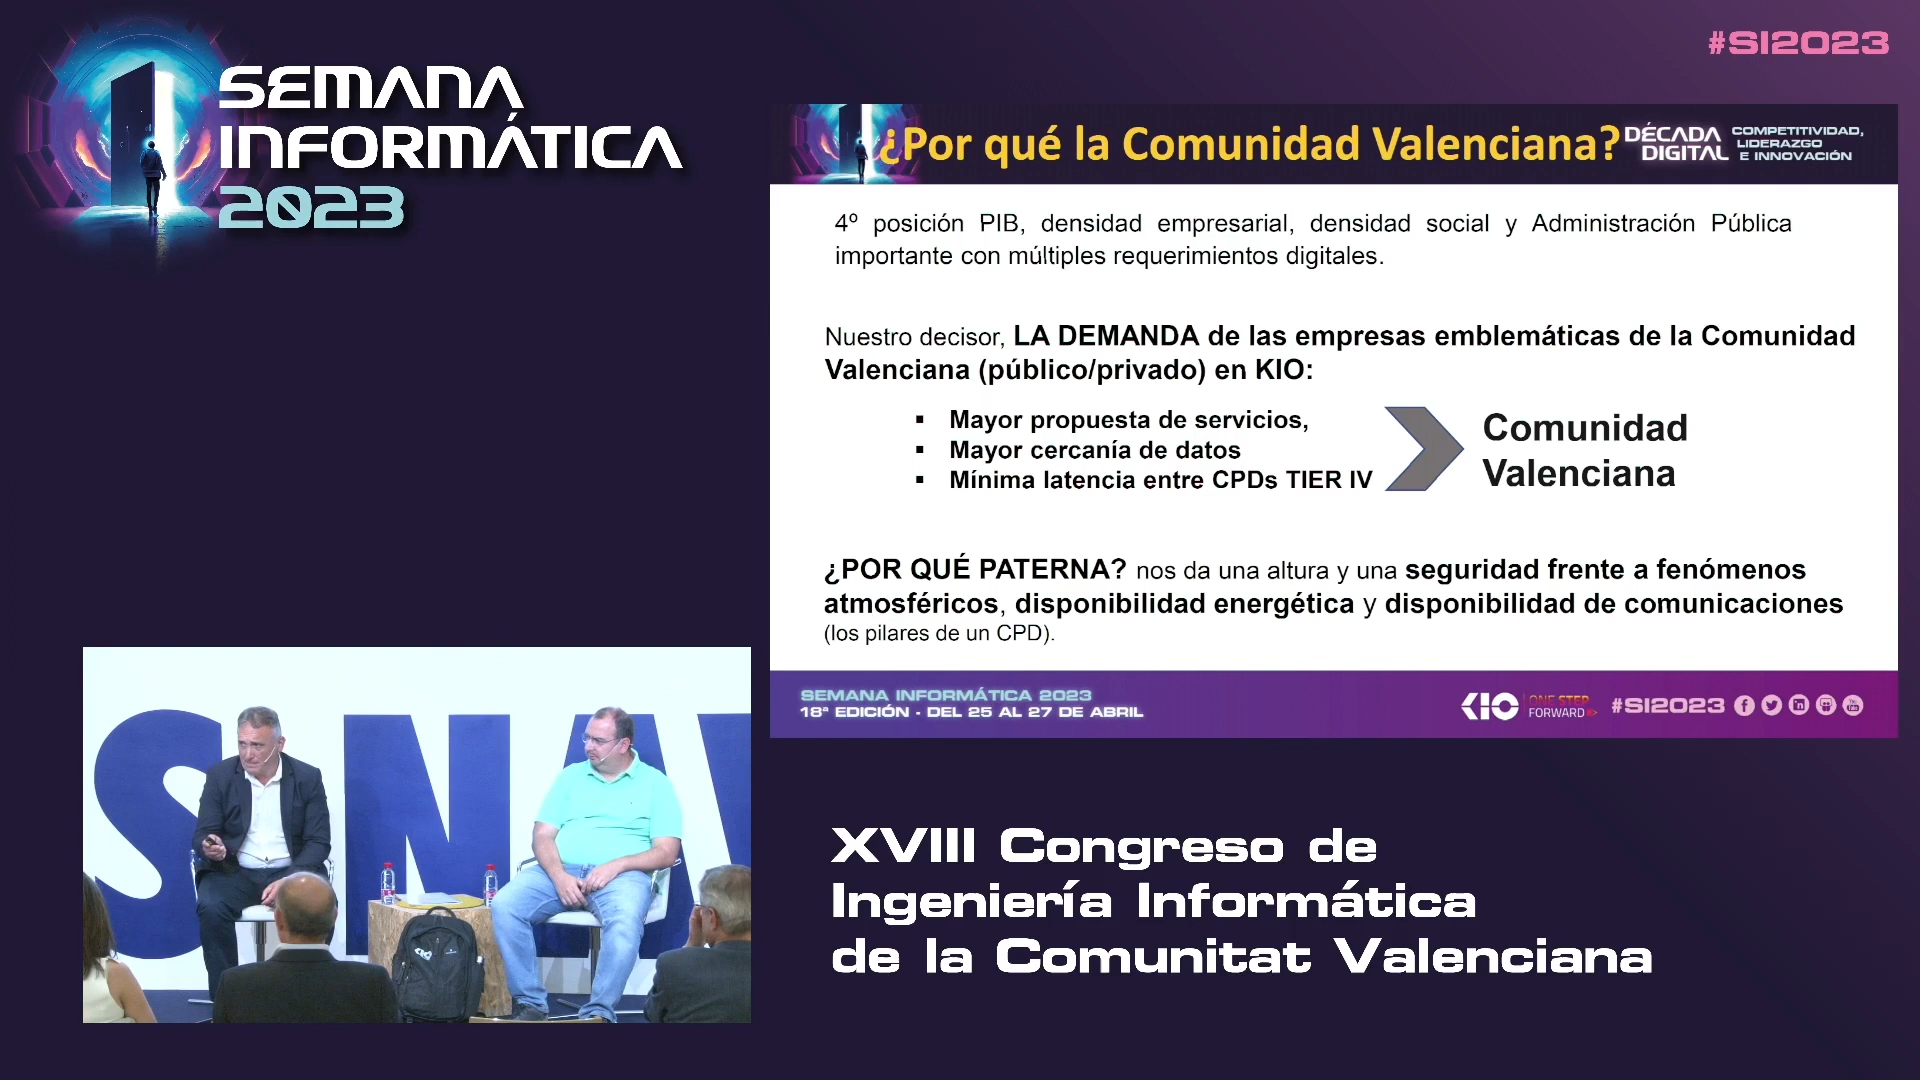 SEMANA
INFORMÁTICA
2023
#SI2023
¿Por qué la Comunidad Valenciana?
DÉCADA
DIGITAL
COMPETITIVIDAD,
LIDERAZGO
E INNOVACIÓN
4º posición PIB, densidad empresarial, densidad social y Administración Pública
importante con múltiples requerimientos digitales.
Nuestro decisor, LA DEMANDA de las empresas emblemáticas de la Comunidad
Valenciana (público/privado) en KIO:
▪ Mayor propuesta de servicios,
▪ Mayor cercanía de datos
▪ Mínima latencia entre CPDs TIER IV
Comunidad
Valenciana
¿POR QUÉ PATERNA? nos da una altura y una seguridad frente a fenómenos
atmosféricos, disponibilidad energética y disponibilidad de comunicaciones
(los pilares de un CPD).
SEMANA INFORMÁTICA 2023
18ª EDICIÓN - DEL 25 AL 27 DE ABRIL
KIO
ONE STEP
FORWARD
#SI2023
S NAV
KIO
XVIII Congreso de
Ingeniería Informática
de la Comunitat Valenciana